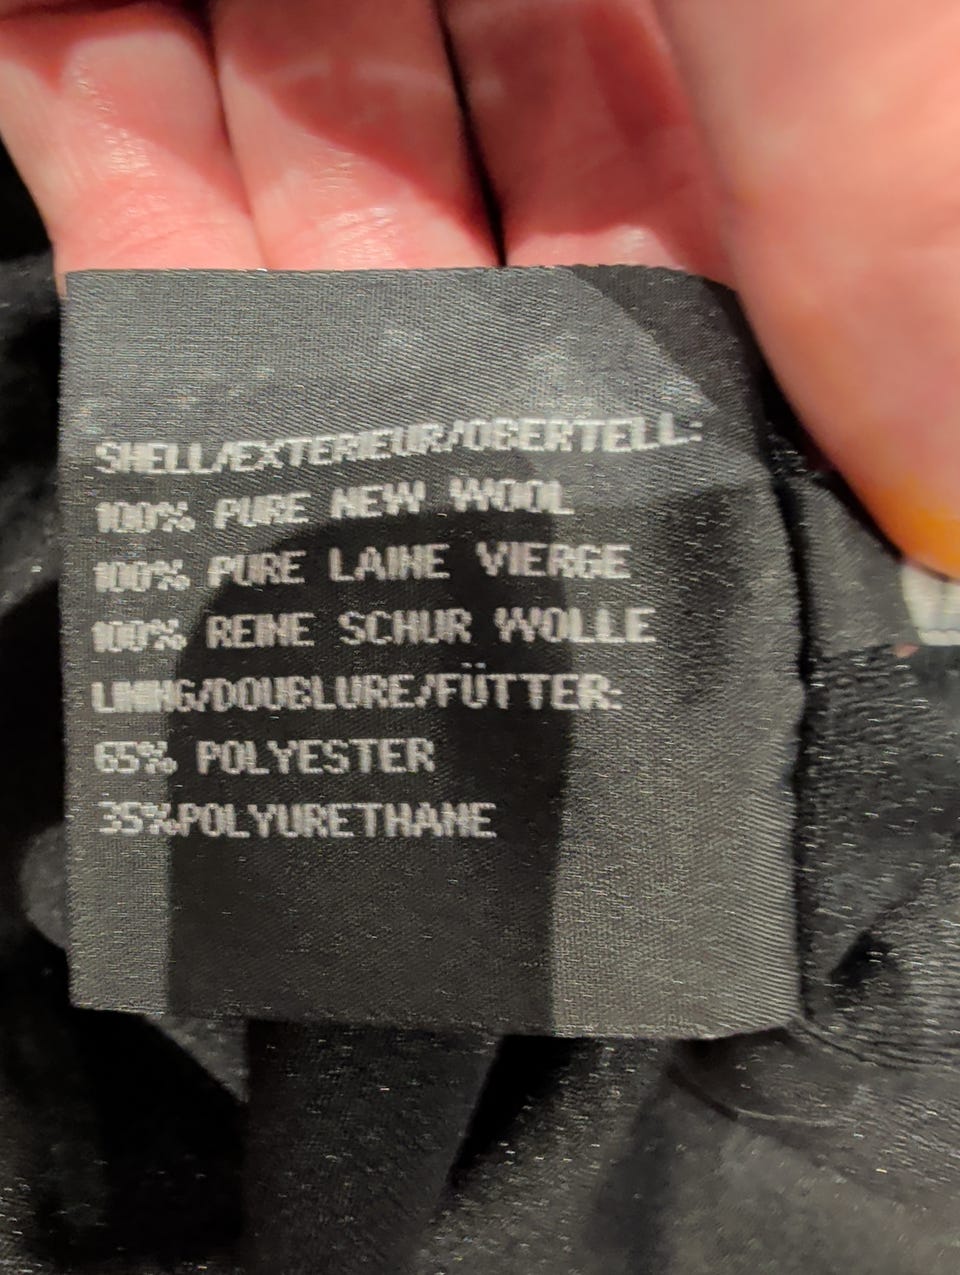 SHELL/EXTERIEUR/OBERTELL:
100% PURE NEW WOOL
100% PURE LAINE VIERGE
100% REINE SCHUR WOLLE
LINING/DOUBLURE/FÜTTER:
65% POLYESTER
35%POLYURETHANE